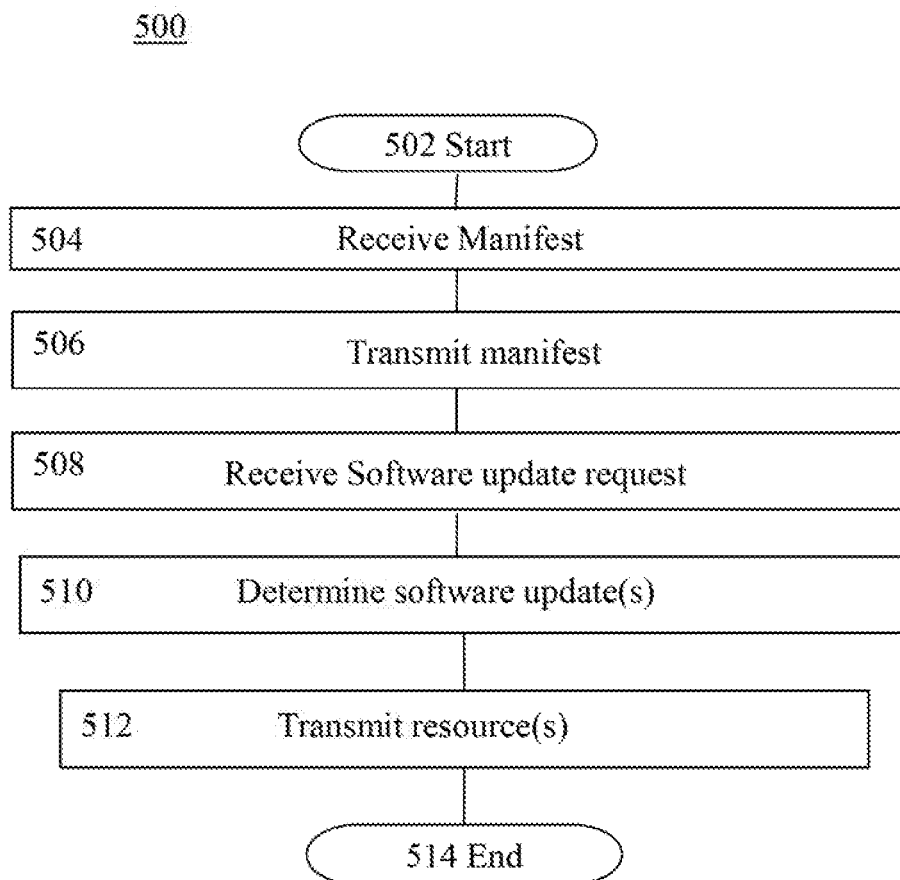 500
502 Start
504 Receive Manifest
506 Transmit manifest
508 Receive Software update request
510 Determine software update(s)
512 Transmit resource(s)
514 End